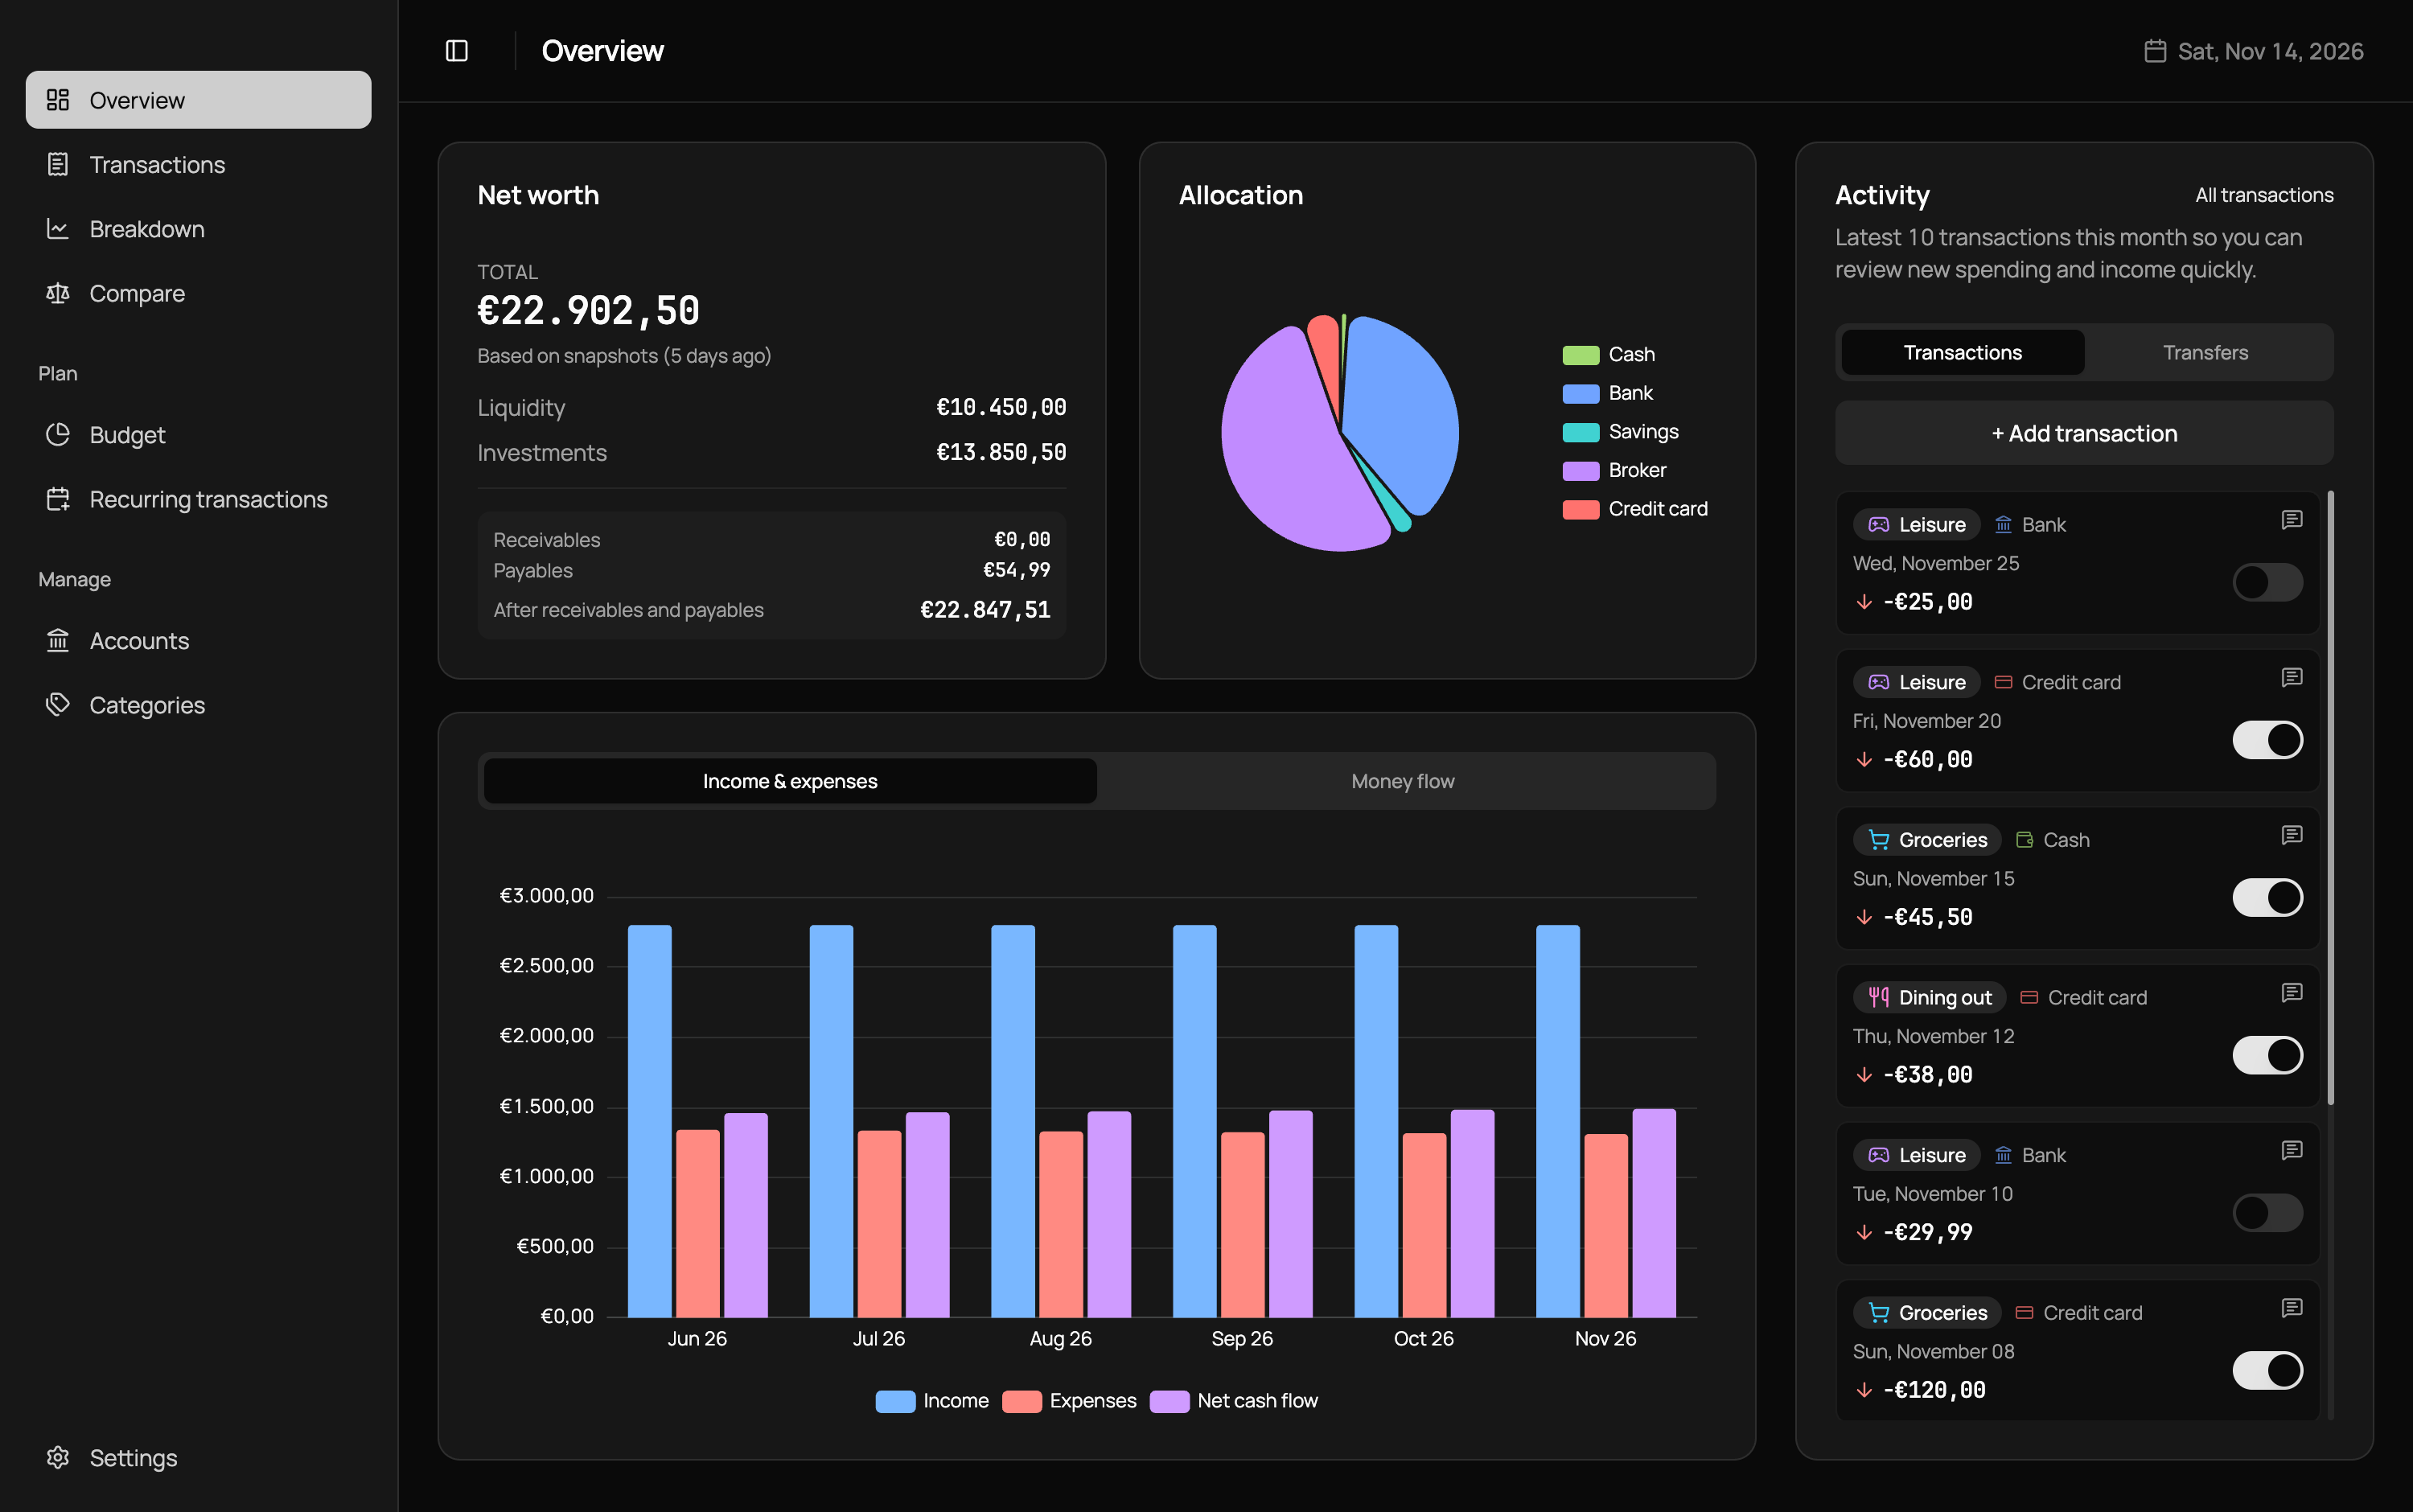 Overview
Transactions
Breakdown
Compare
Plan
Budget
Recurring transactions
Manage
Accounts
Categories
Settings
Overview
Sat, Nov 14, 2026
Net worth
TOTAL
€22.902,50
Based on snapshots (5 days ago)
Liquidity €10.450,00
Investments €13.850,50
Receivables €0,00
Payables €54,99
After receivables and payables €22.847,51
Allocation
Cash
Bank
Savings
Broker
Credit card
Income & expenses Money flow
€3.000,00
€2.500,00
€2.000,00
€1.500,00
€1.000,00
€500,00
€0,00
Jun 26 Jul 26 Aug 26 Sep 26 Oct 26 Nov 26
Income Expenses Net cash flow
Activity All transactions
Latest 10 transactions this month so you can
review new spending and income quickly.
Transactions Transfers
+ Add transaction
Leisure Bank
Wed, November 25
-€25,00
Leisure Credit card
Fri, November 20
-€60,00
Groceries Cash
Sun, November 15
-€45,50
Dining out Credit card
Thu, November 12
-€38,00
Leisure Bank
Tue, November 10
-€29,99
Groceries Credit card
Sun, November 08
-€120,00